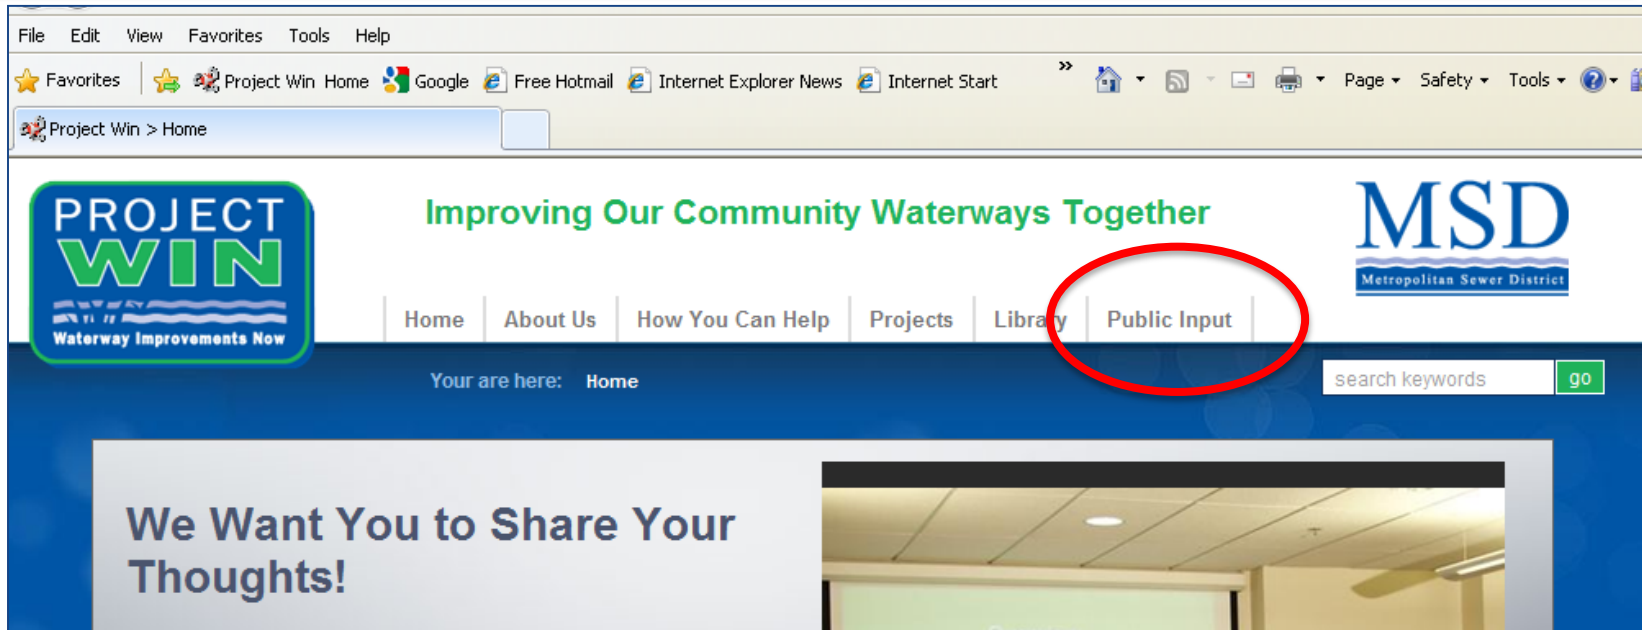 File Edit View Favorites Tools Help
Favorites Project Win Home Google Free Hotmail Internet Explorer News Internet Start » Page Safety Tools
Project Win > Home
PROJECT
WIN
Waterway Improvements Now
Improving Our Community Waterways Together
MSD
Metropolitan Sewer District
Home About Us How You Can Help Projects Library Public Input
Your are here: Home
search keywords go
We Want You to Share Your
Thoughts!